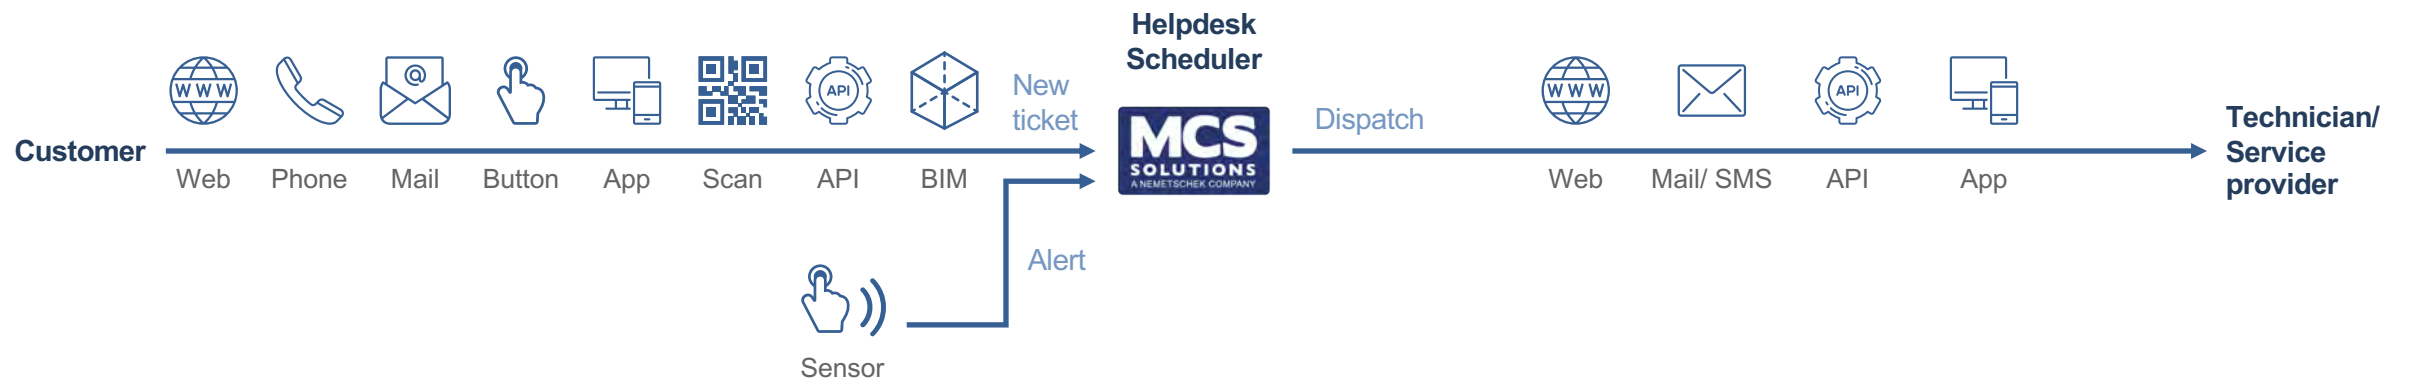 Helpdesk
Scheduler
WWW
@
API
New
ticket
MCS
SOLUTIONS
A NEMETSCHEK COMPANY
Dispatch
WWW
API
Technician/
Service
provider
Customer
Web
Phone
Mail
Button
App
Scan
API
BIM
Web
Mail/ SMS
API
App
Alert
Sensor